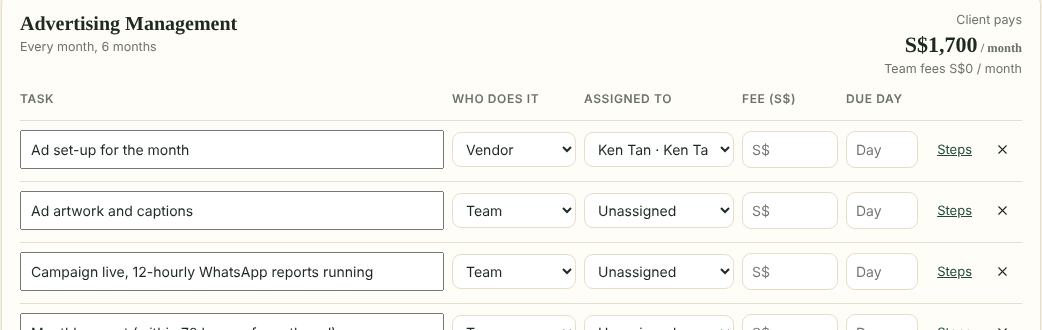 Advertising Management
Every month, 6 months
Client pays
S$1,700 / month
Team fees S$0 / month
TASK WHO DOES IT ASSIGNED TO FEE (S$) DUE DAY
Ad set-up for the month Vendor Ken Tan · Ken Ta S$ Day Steps ×
Ad artwork and captions Team Unassigned S$ Day Steps ×
Campaign live, 12-hourly WhatsApp reports running Team Unassigned S$ Day Steps ×